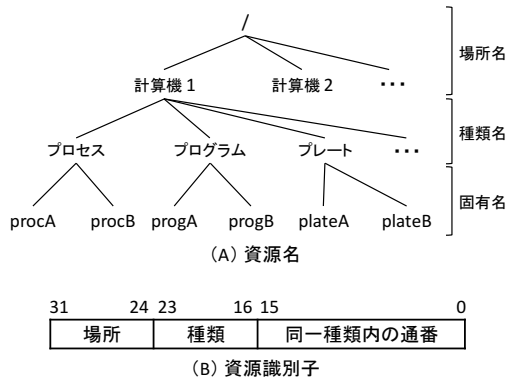 /
場所名
計算機 1
計算機 2
･･･
種類名
プロセス
プログラム
プレート
･･･
固有名
procA
procB
progA
progB
plateA
plateB
(A) 資源名
31
24
23
16
15
0
場所
種類
同一種類内の通番
(B) 資源識別子